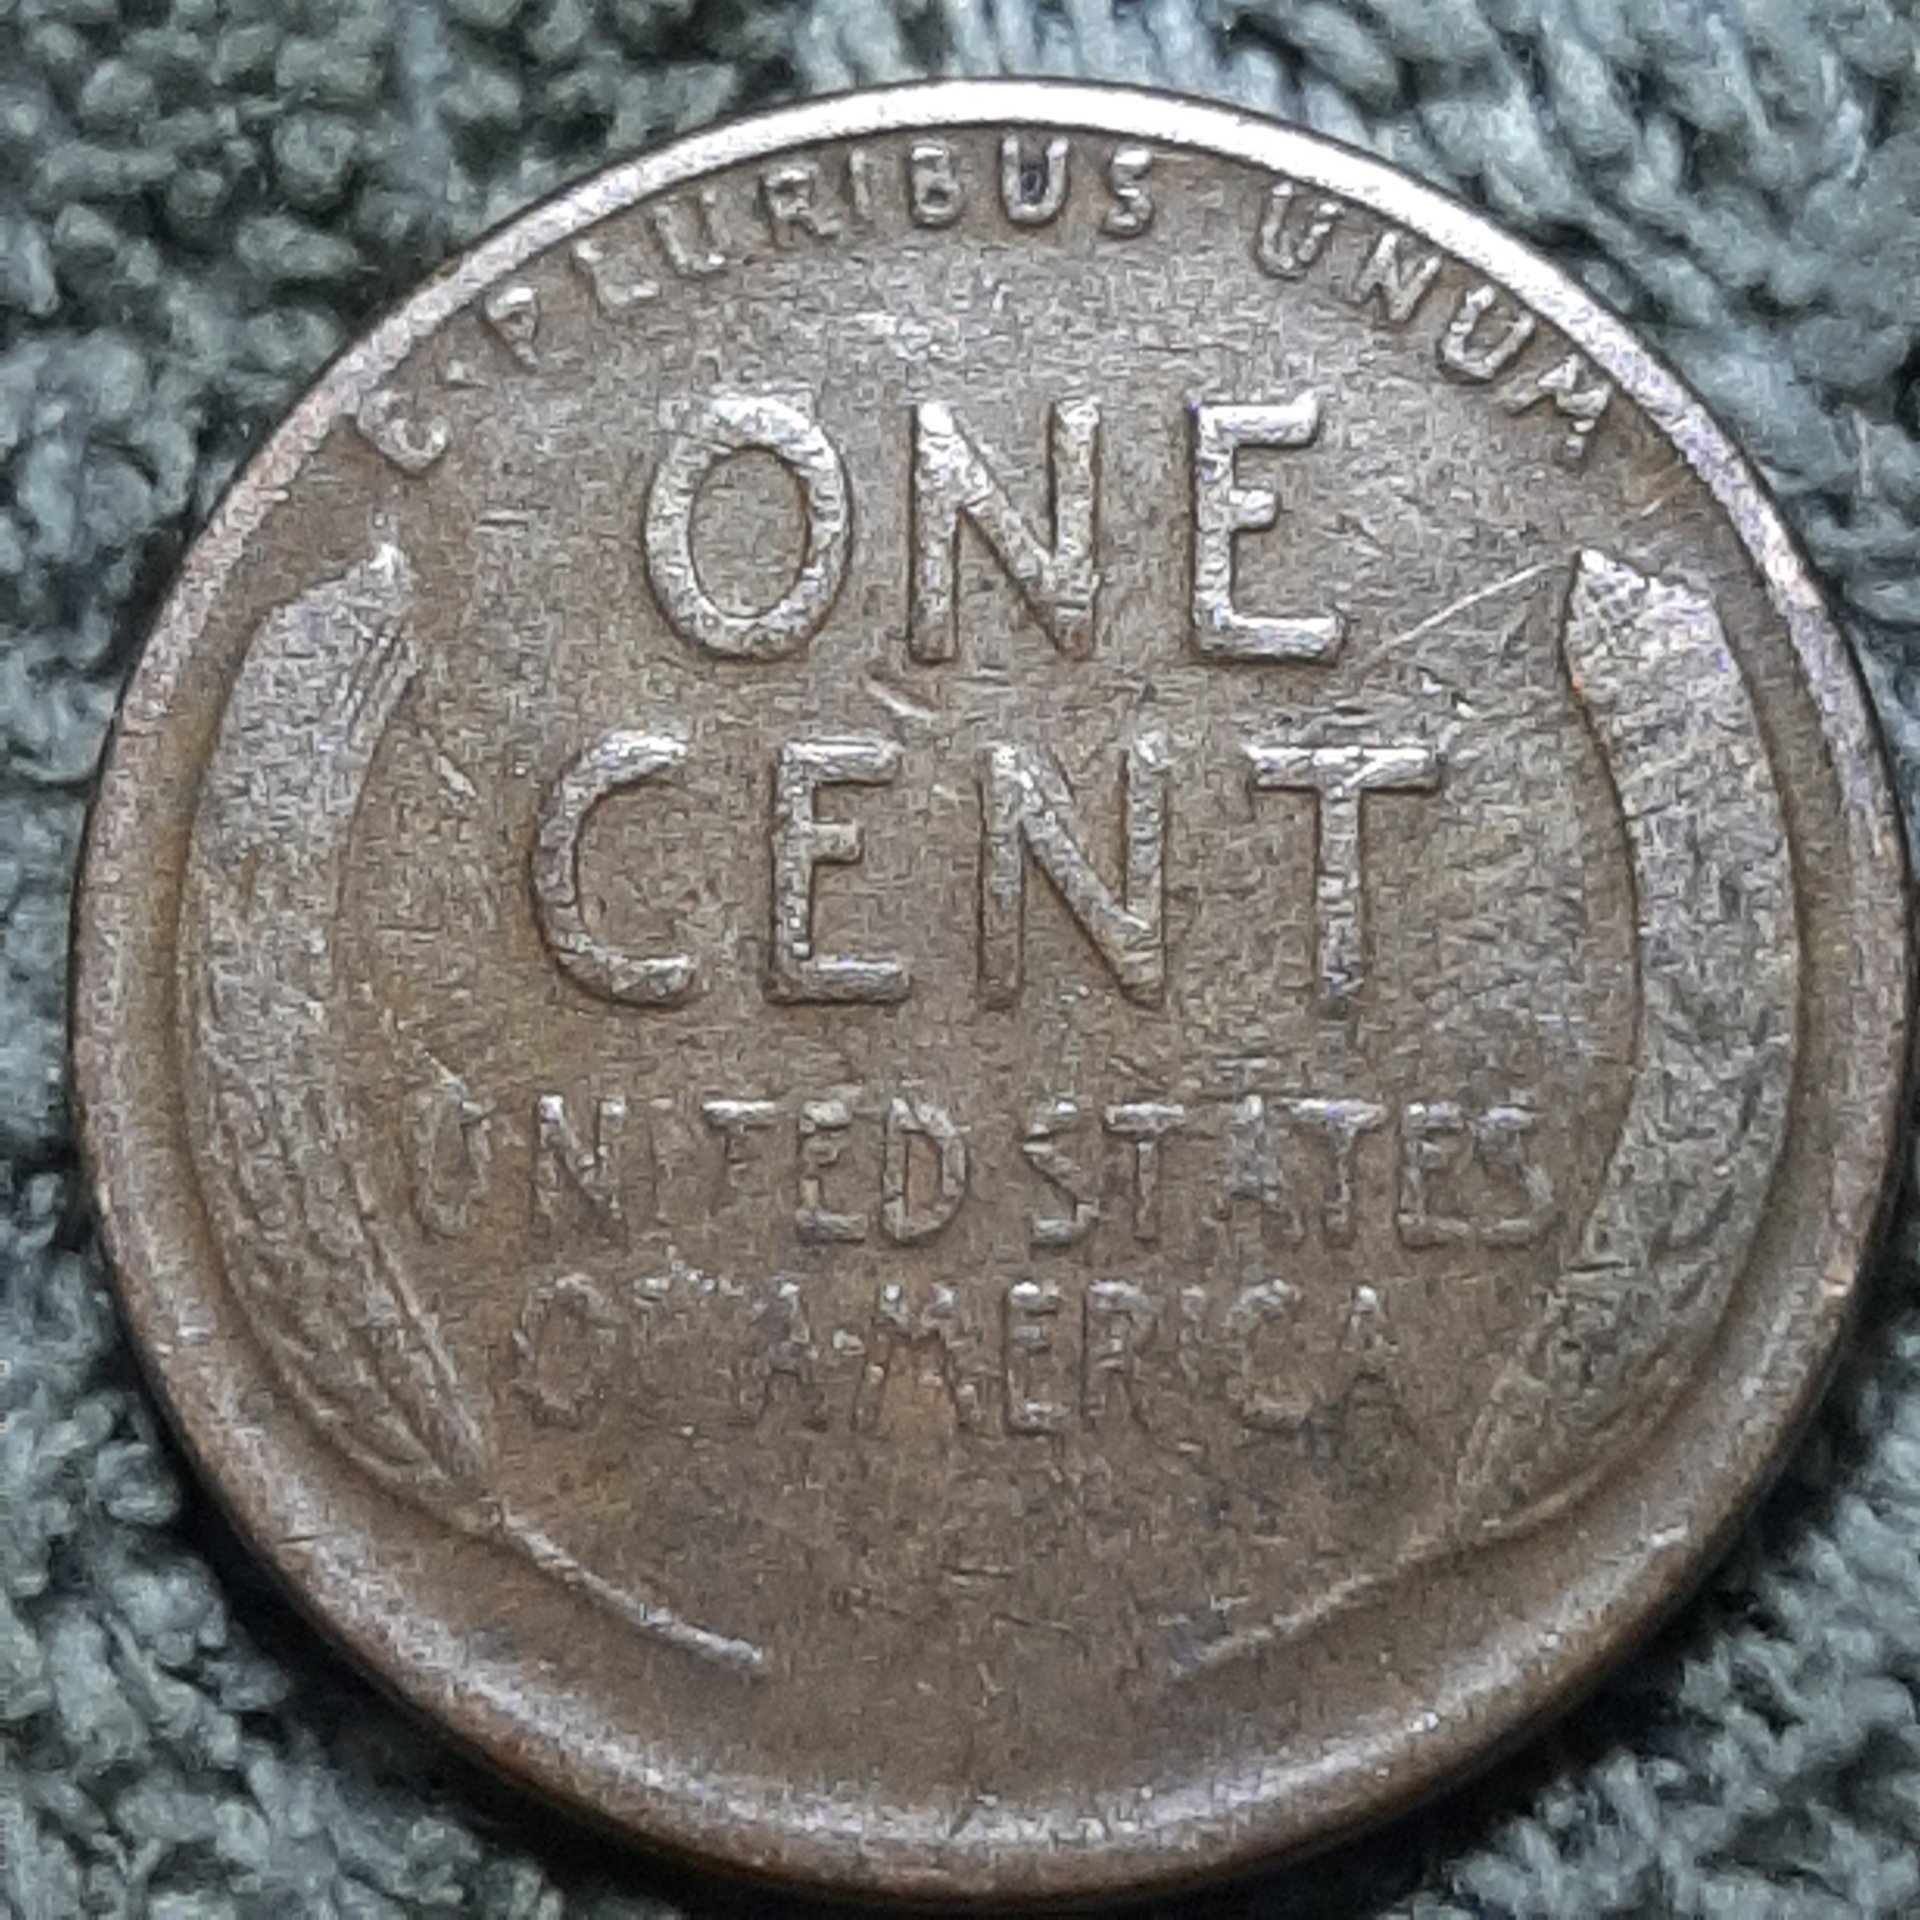 E·PLURIBUS·UNUM
ONE
CENT
UNITED STATES
OF AMERICA